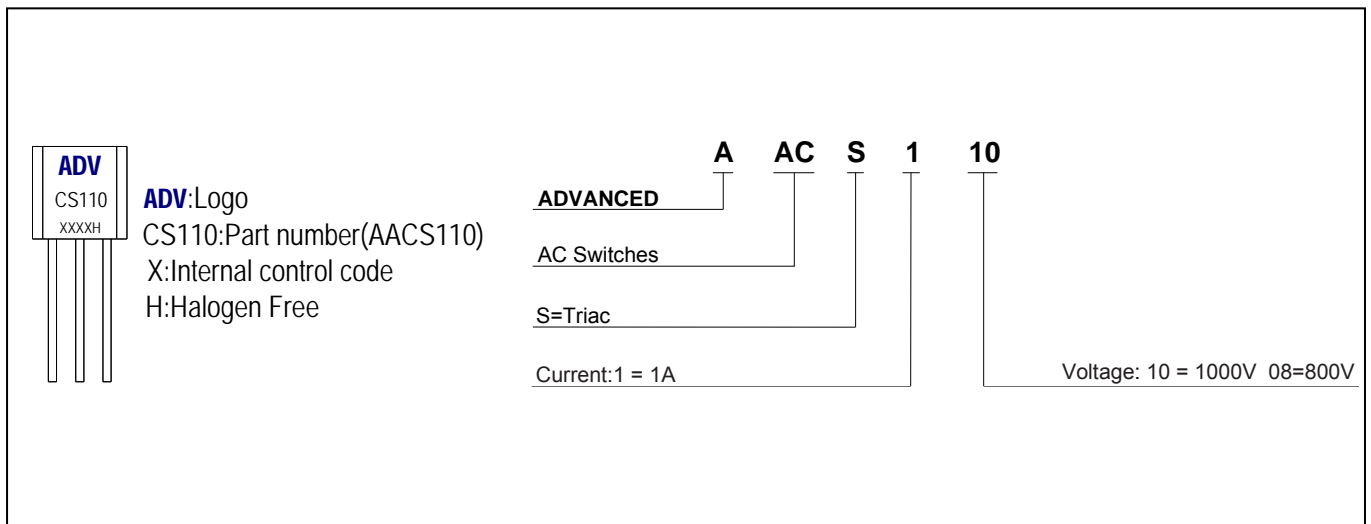 ADV
CS110
XXXXH
ADV:Logo
CS110:Part number(AACS110)
X:Internal control code
H:Halogen Free
A AC S 1 10
ADVANCED
AC Switches
S=Triac
Current:1 = 1A
Voltage: 10 = 1000V 08=800V